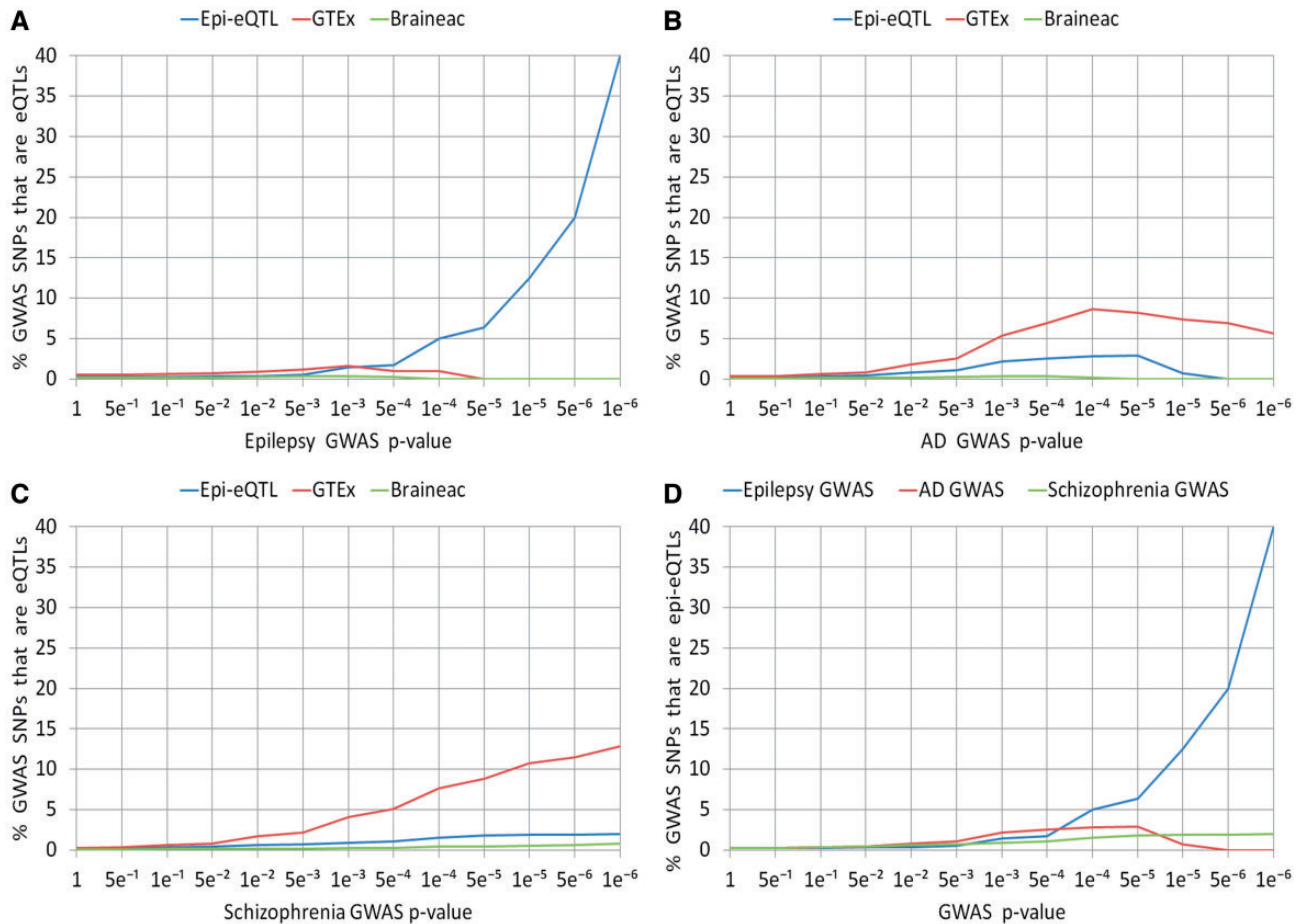 A
Epi-eQTL GTEx Braineac
% GWAS SNPs that are eQTLs
40
35
30
25
20
15
10
5
0
1 5e⁻¹ 1e⁻¹ 5e⁻² 1e⁻² 5e⁻³ 1e⁻³ 5e⁻⁴ 1e⁻⁴ 5e⁻⁵ 1e⁻⁵ 5e⁻⁶ 1e⁻⁶
Epilepsy GWAS p-value
B
Epi-eQTL GTEx Braineac
% GWAS SNP s that are eQTLs
40
35
30
25
20
15
10
5
0
1 5e⁻¹ 1e⁻¹ 5e⁻² 1e⁻² 5e⁻³ 1e⁻³ 5e⁻⁴ 1e⁻⁴ 5e⁻⁵ 1e⁻⁵ 5e⁻⁶ 1e⁻⁶
AD GWAS p-value
C
Epi-eQTL GTEx Braineac
% GWAS SNPs that are eQTLs
40
35
30
25
20
15
10
5
0
1 5e⁻¹ 1e⁻¹ 5e⁻² 1e⁻² 5e⁻³ 1e⁻³ 5e⁻⁴ 1e⁻⁴ 5e⁻⁵ 1e⁻⁵ 5e⁻⁶ 1e⁻⁶
Schizophrenia GWAS p-value
D
Epilepsy GWAS AD GWAS Schizophrenia GWAS
% GWAS SNPs that are epi-eQTLs
40
35
30
25
20
15
10
5
0
1 5e⁻¹ 1e⁻¹ 5e⁻² 1e⁻² 5e⁻³ 1e⁻³ 5e⁻⁴ 1e⁻⁴ 5e⁻⁵ 1e⁻⁵ 5e⁻⁶ 1e⁻⁶
GWAS p-value